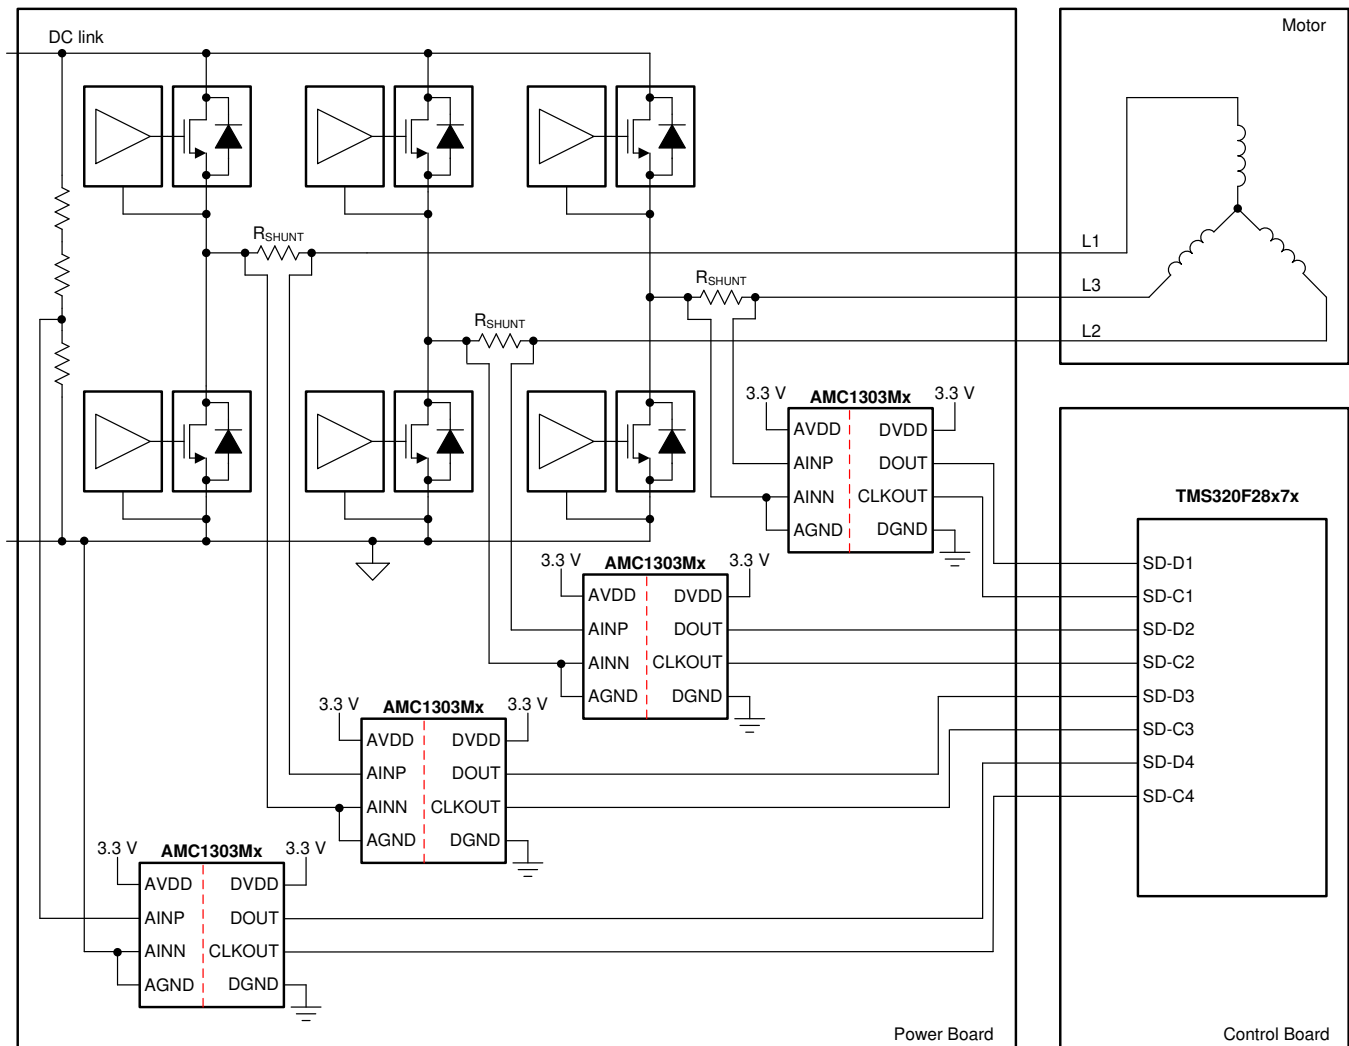 DC link
Motor
R_SHUNT
L1
R_SHUNT
L3
R_SHUNT
L2
3.3 V
AMC1303Mx
3.3 V
AVDD
DVDD
AINP
DOUT
AINN
CLKOUT
AGND
DGND
TMS320F28x7x
SD-D1
SD-C1
SD-D2
SD-C2
SD-D3
SD-C3
SD-D4
SD-C4
3.3 V
AMC1303Mx
3.3 V
AVDD
DVDD
AINP
DOUT
AINN
CLKOUT
AGND
DGND
3.3 V
AMC1303Mx
3.3 V
AVDD
DVDD
AINP
DOUT
AINN
CLKOUT
AGND
DGND
3.3 V
AMC1303Mx
3.3 V
AVDD
DVDD
AINP
DOUT
AINN
CLKOUT
AGND
DGND
Power Board
Control Board